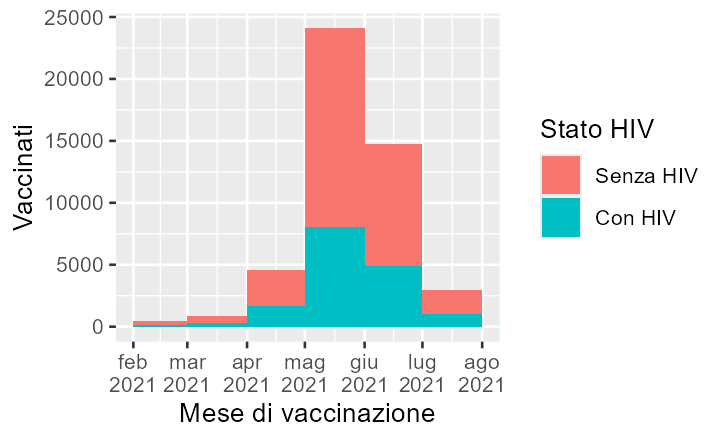 25000
20000
15000
10000
5000
0
Vaccinati
feb
2021
mar
2021
apr
2021
mag
2021
giu
2021
lug
2021
ago
2021
Mese di vaccinazione
Stato HIV
Senza HIV
Con HIV